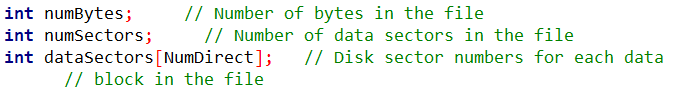 int numBytes;      // Number of bytes in the file
int numSectors;      // Number of data sectors in the file
int dataSectors[NumDirect];   // Disk sector numbers for each data
      // block in the file